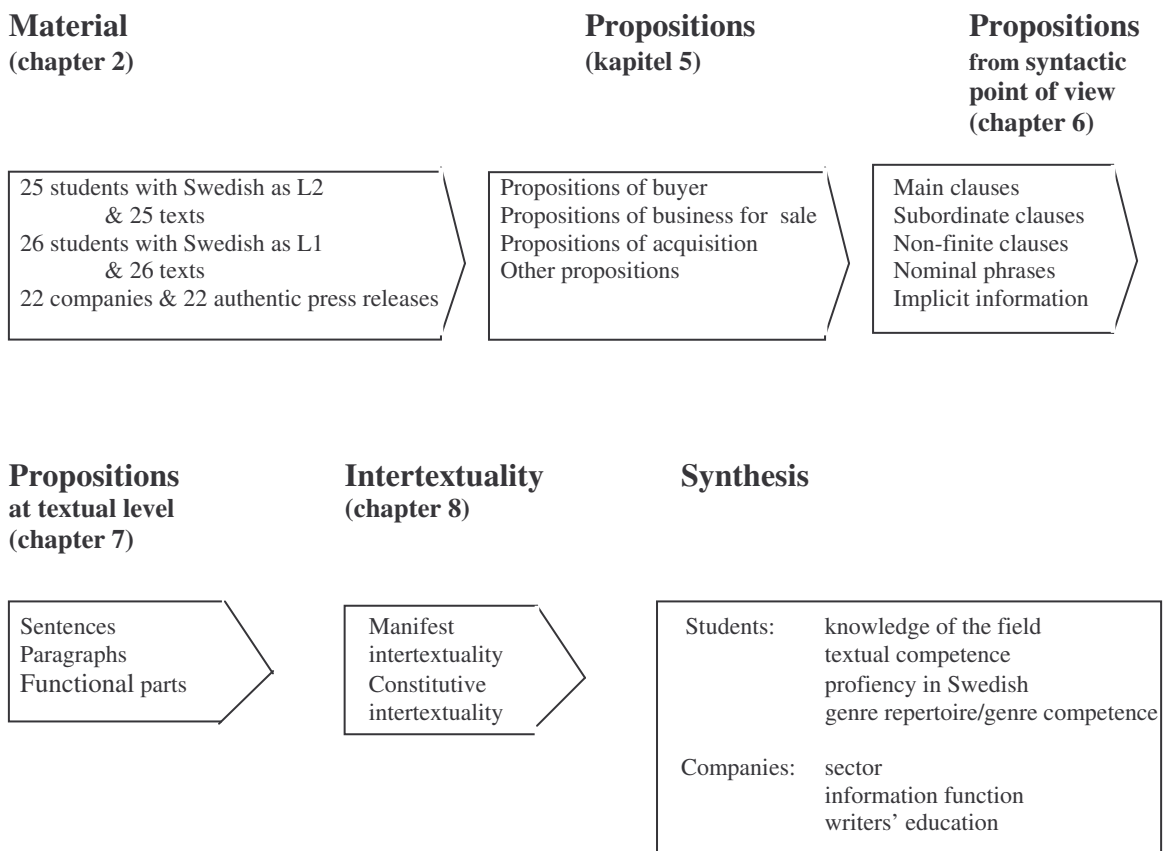 Material
(chapter 2)
Propositions
(kapitel 5)
Propositions
from syntactic
point of view
(chapter 6)
25 students with Swedish as L2
& 25 texts
26 students with Swedish as L1
& 26 texts
22 companies & 22 authentic press releases
Propositions of buyer
Propositions of business for sale
Propositions of acquisition
Other propositions
Main clauses
Subordinate clauses
Non-finite clauses
Nominal phrases
Implicit information
Propositions
at textual level
(chapter 7)
Intertextuality
(chapter 8)
Synthesis
Sentences
Paragraphs
Functional parts
Manifest
intertextuality
Constitutive
intertextuality
Students: knowledge of the field
textual competence
profiency in Swedish
genre repertoire/genre competence
Companies: sector
information function
writers' education